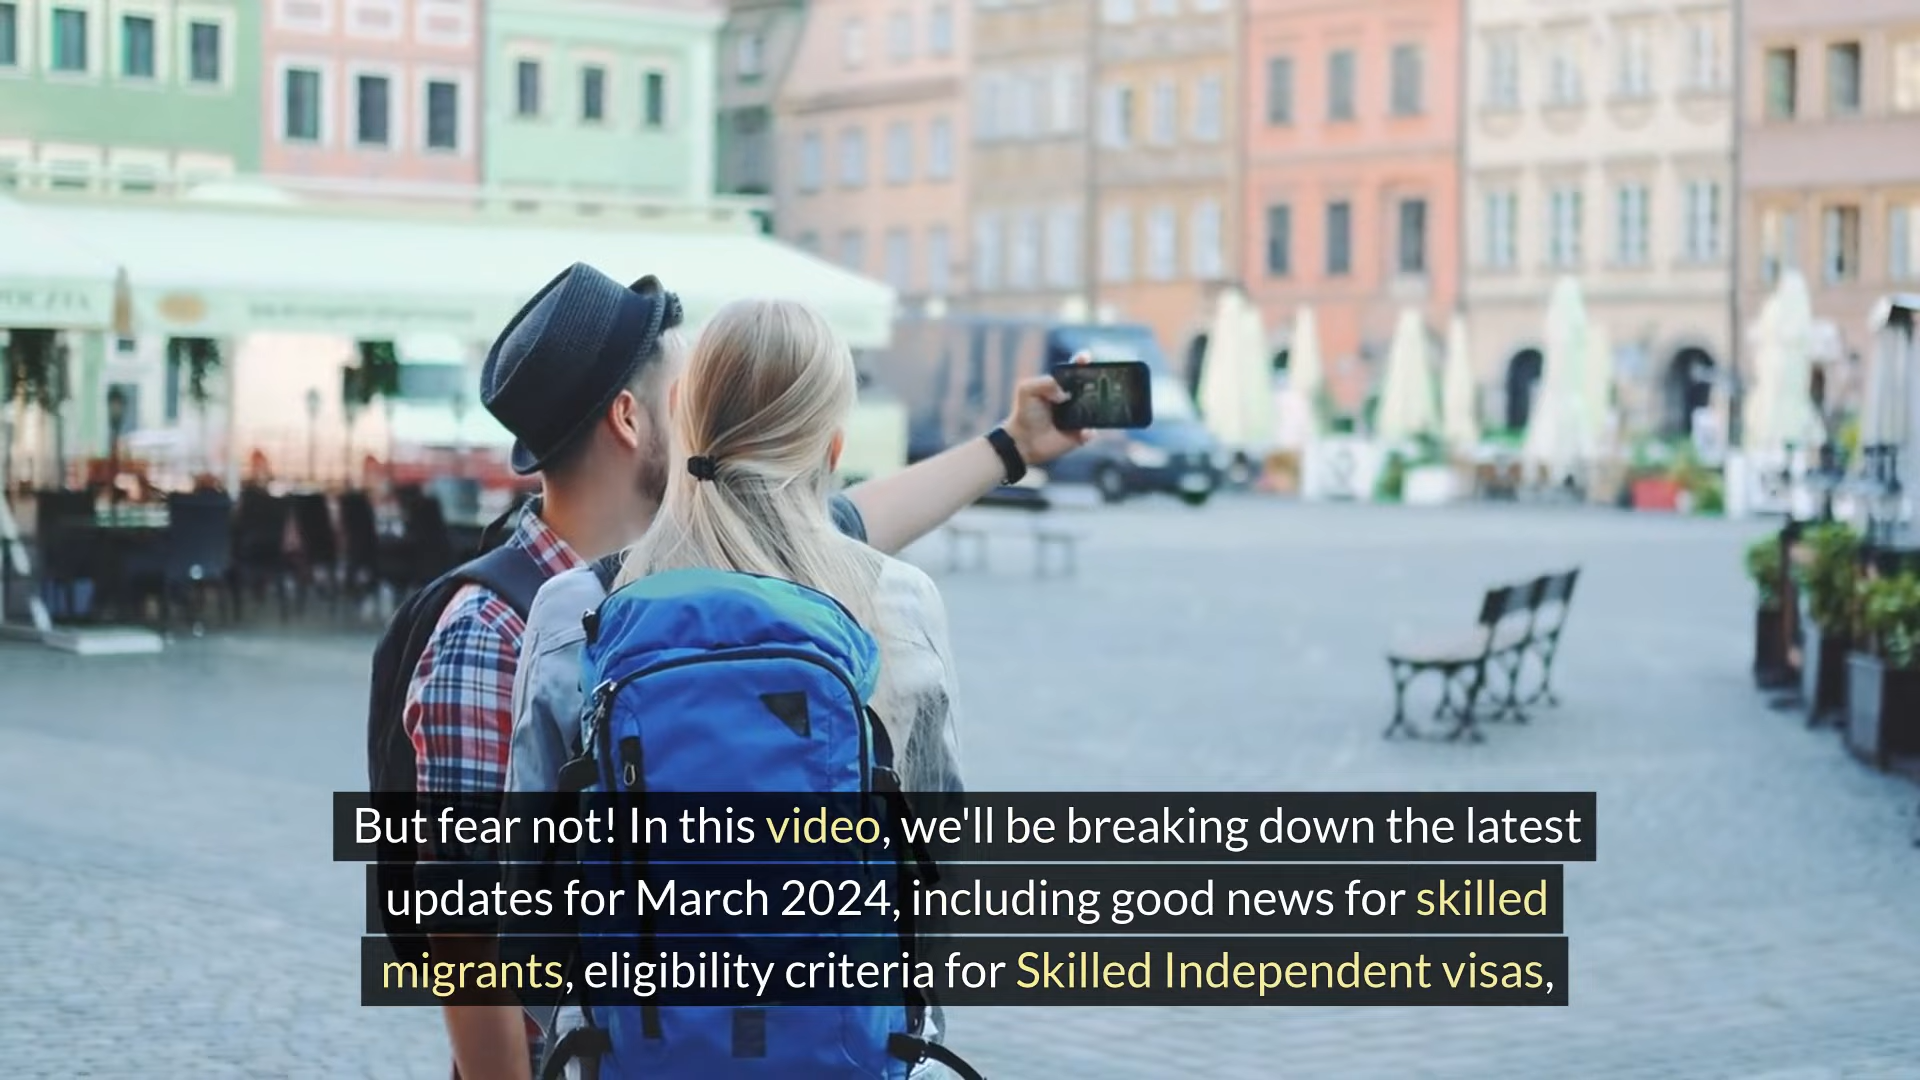 POCZTA
But fear not! In this video, we'll be breaking down the latest
updates for March 2024, including good news for skilled
migrants, eligibility criteria for Skilled Independent visas,